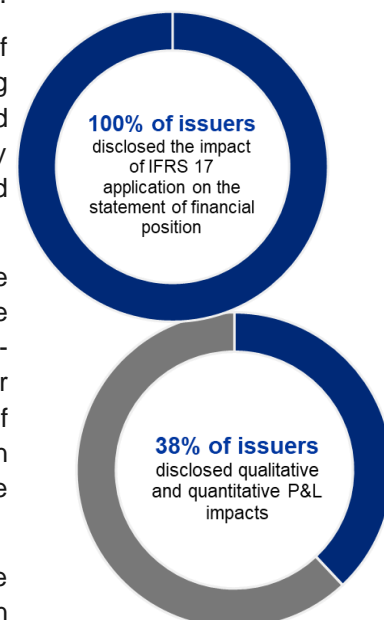 100% of issuers
disclosed the impact
of IFRS 17
application on the
statement of financial
position
38% of issuers
disclosed qualitative
and quantitative P&L
impacts